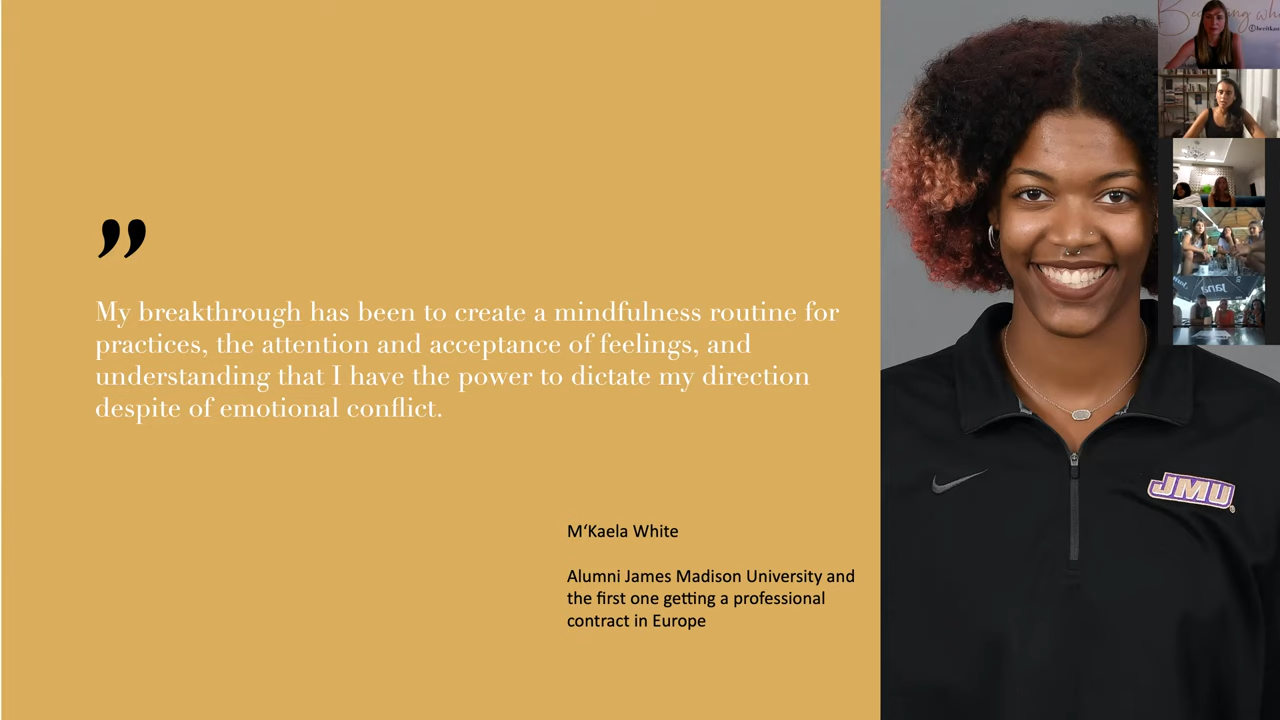 ”
My breakthrough has been to create a mindfulness routine for
practices, the attention and acceptance of feelings, and
understanding that I have the power to dictate my direction
despite of emotional conflict.
M‘Kaela White
Alumni James Madison University and
the first one getting a professional
contract in Europe
JMU